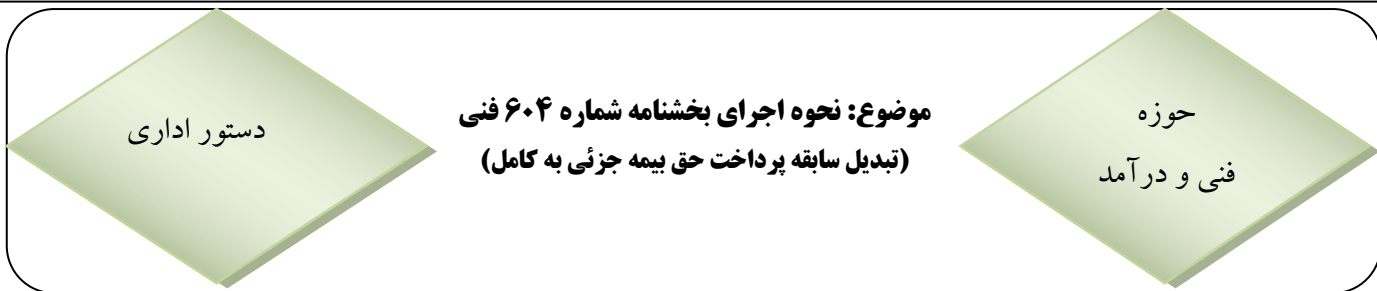 حوزه
فنی و درآمد
موضوع: نحوه اجرای بخشنامه شماره ۶۰۴ فنی
(تبدیل سابقه پرداخت حق بیمه جزئی به کامل)
دستور اداری